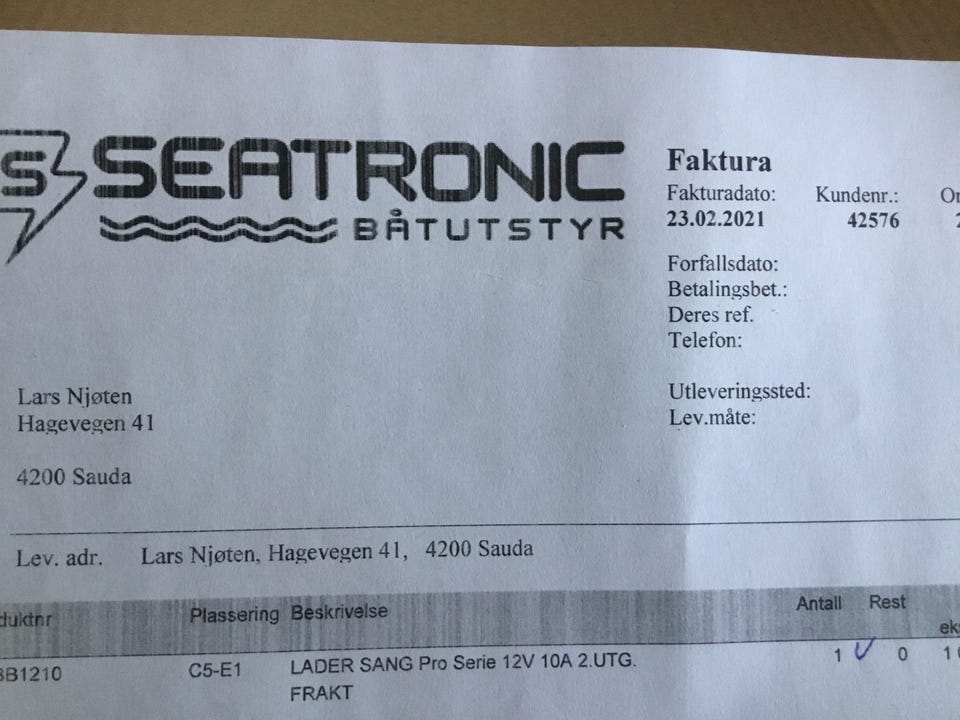 S SEATRONIC
BÅTUTSTYR
Faktura
Fakturadato: Kundenr.:
23.02.2021 42576
Forfallsdato:
Betalingsbet.:
Deres ref.
Telefon:
Utleveringssted:
Lev.måte:
Lars Njøten
Hagevegen 41
4200 Sauda
Lev. adr. Lars Njøten, Hagevegen 41, 4200 Sauda
duktnr Plassering Beskrivelse Antall Rest
BB1210 C5-E1 LADER SANG Pro Serie 12V 10A 2.UTG. 1 0
FRAKT